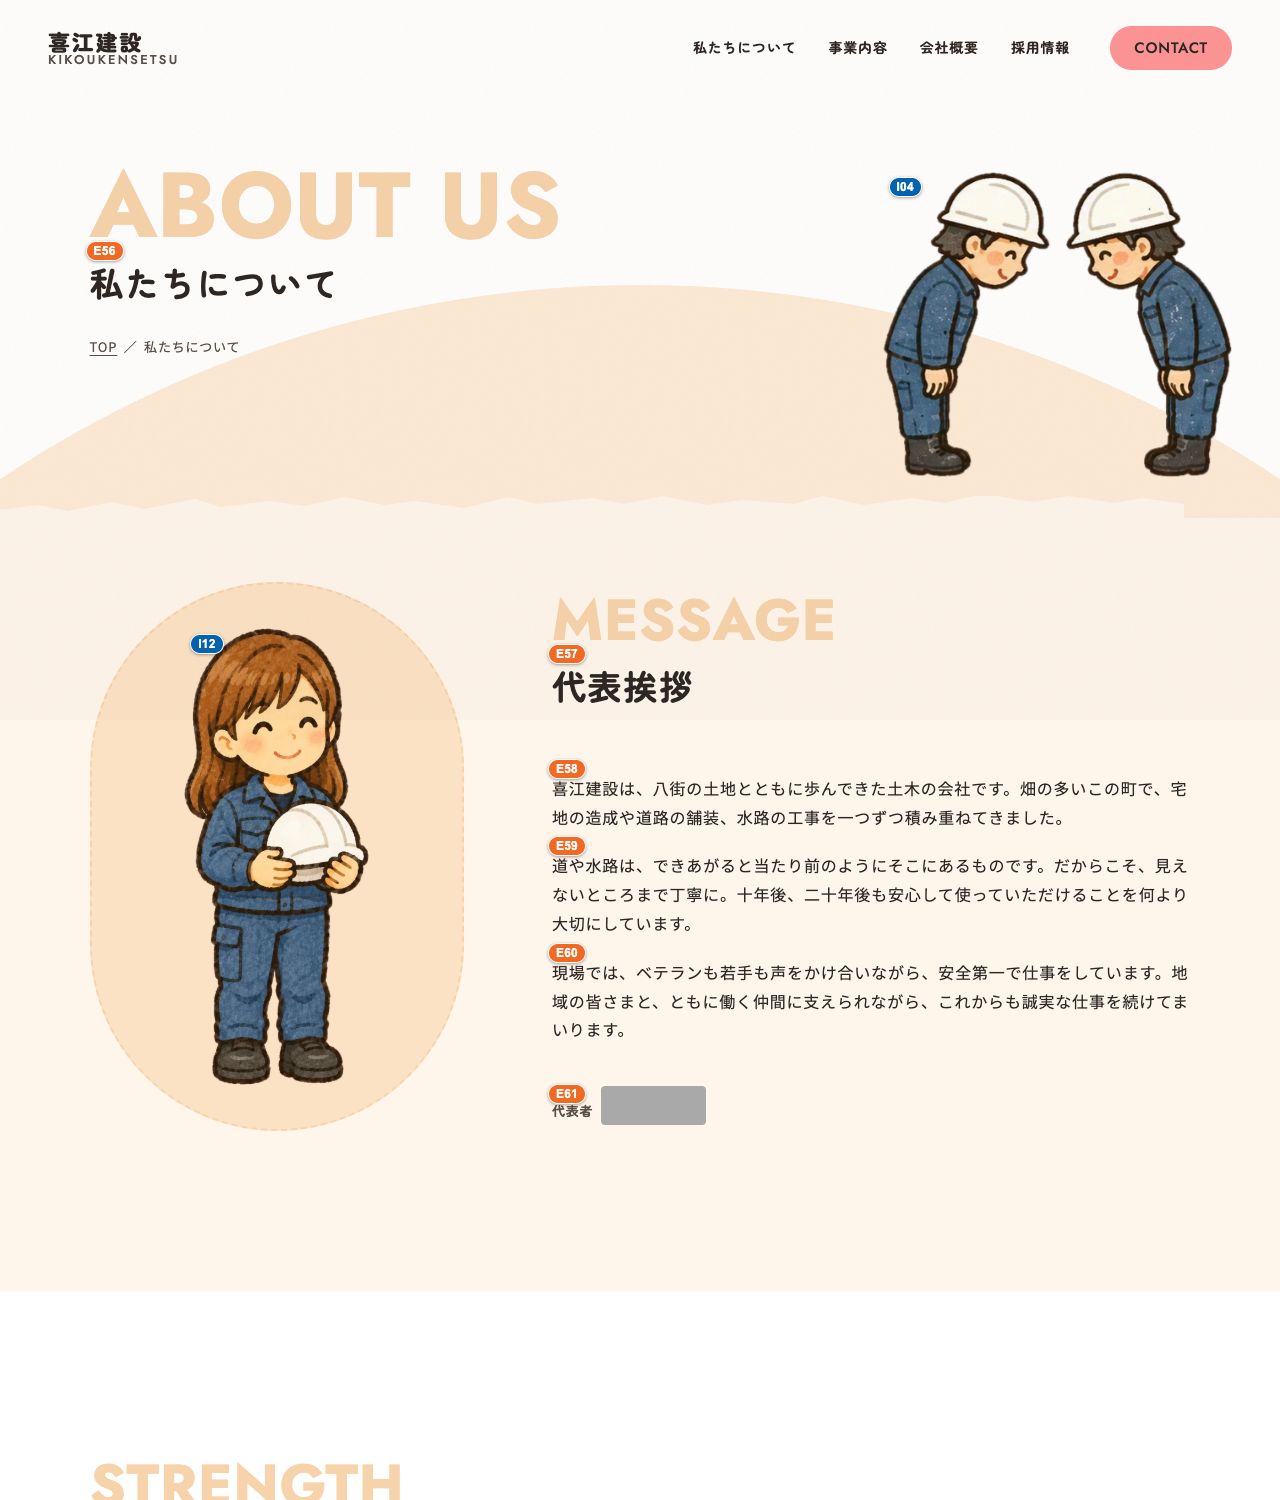 喜江建設
KIKOUKENSETSU
私たちについて 事業内容 会社概要 採用情報 CONTACT
ABOUT US
I04
E56
私たちについて
TOP ／ 私たちについて
I12
MESSAGE
E57
代表挨拶
E58
喜江建設は、八街の土地とともに歩んできた土木の会社です。畑の多いこの町で、宅
地の造成や道路の舗装、水路の工事を一つずつ積み重ねてきました。
E59
道や水路は、できあがると当たり前のようにそこにあるものです。だからこそ、見え
ないところまで丁寧に。十年後、二十年後も安心して使っていただけることを何より
大切にしています。
E60
現場では、ベテランも若手も声をかけ合いながら、安全第一で仕事をしています。地
域の皆さまと、ともに働く仲間に支えられながら、これからも誠実な仕事を続けてま
いります。
E61
代表者
STRENGTH